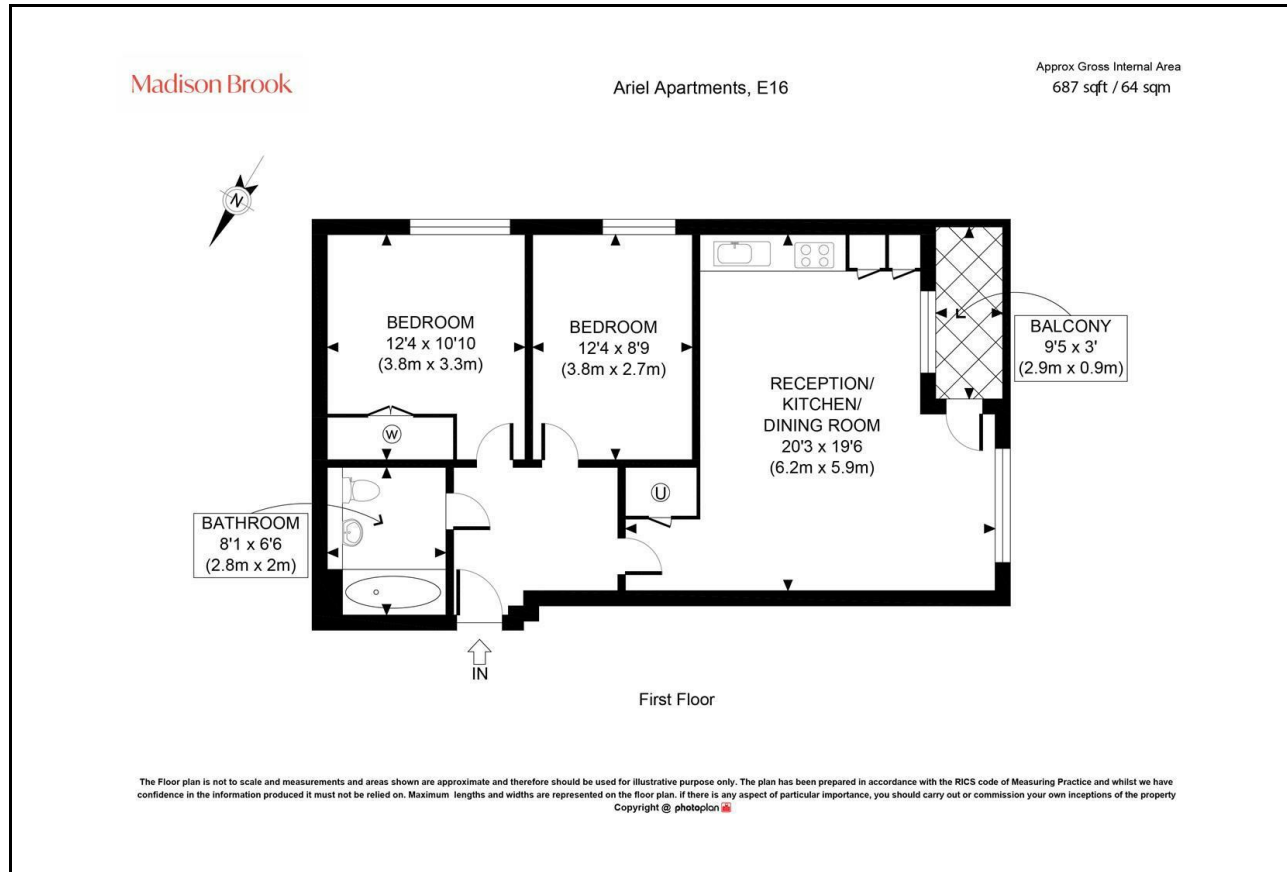 Madison Brook
Ariel Apartments, E16
Approx Gross Internal Area
687 sqft / 64 sqm
N
BEDROOM
12'4 x 10'10
(3.8m x 3.3m)
BEDROOM
12'4 x 8'9
(3.8m x 2.7m)
RECEPTION/
KITCHEN/
DINING ROOM
20'3 x 19'6
(6.2m x 5.9m)
BALCONY
9'5 x 3'
(2.9m x 0.9m)
W
U
BATHROOM
8'1 x 6'6
(2.8m x 2m)
IN
First Floor
The Floor plan is not to scale and measurements and areas shown are approximate and therefore should be used for illustrative purpose only. The plan has been prepared in accordance with the RICS code of Measuring Practice and whilst we have
confidence in the information produced it must not be relied on. Maximum lengths and widths are represented on the floor plan. if there is any aspect of particular importance, you should carry out or commission your own inceptions of the property
Copyright @ photoplan